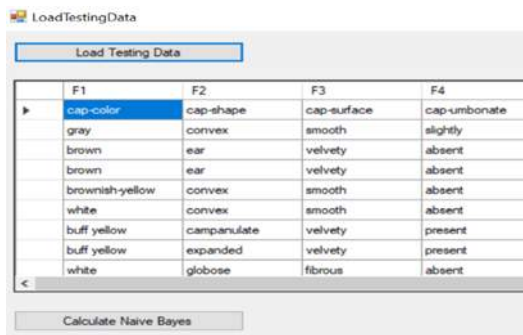 LoadTestingData
Load Testing Data
F1 F2 F3 F4
cap-color cap-shape cap-surface cap-umbonate
gray convex smooth slightly
brown ear velvety absent
brown ear velvety absent
brownish-yellow convex smooth absent
white convex smooth absent
buff yellow campanulate velvety present
buff yellow expanded velvety present
white globose fibrous absent
Calculate Naive Bayes